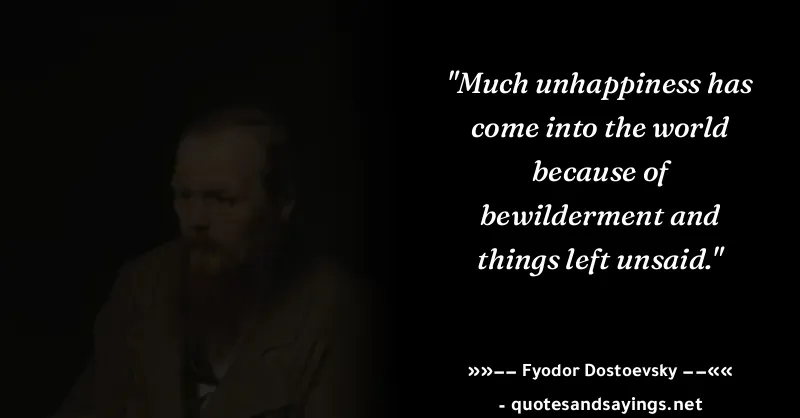 "Much unhappiness has
come into the world
because of
bewilderment and
things left unsaid."
»»–– Fyodor Dostoevsky ––««
- quotesandsayings.net